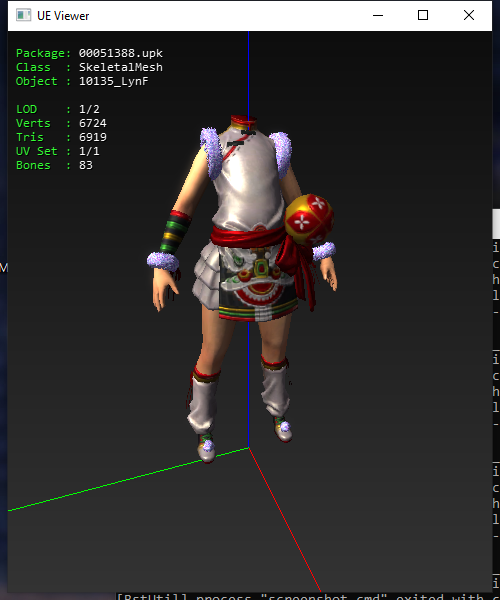 UE Viewer
Package: 00051388.upk
Class  : SkeletalMesh
Object : 10135_LynF
LOD    : 1/2
Verts  : 6724
Tris   : 6919
UV Set : 1/1
Bones  : 83
M
i
c
h
l
-
i
c
h
l
-
i
c
h
l
-
i
[BstUtil] process "screenshot.cmd" exited with c